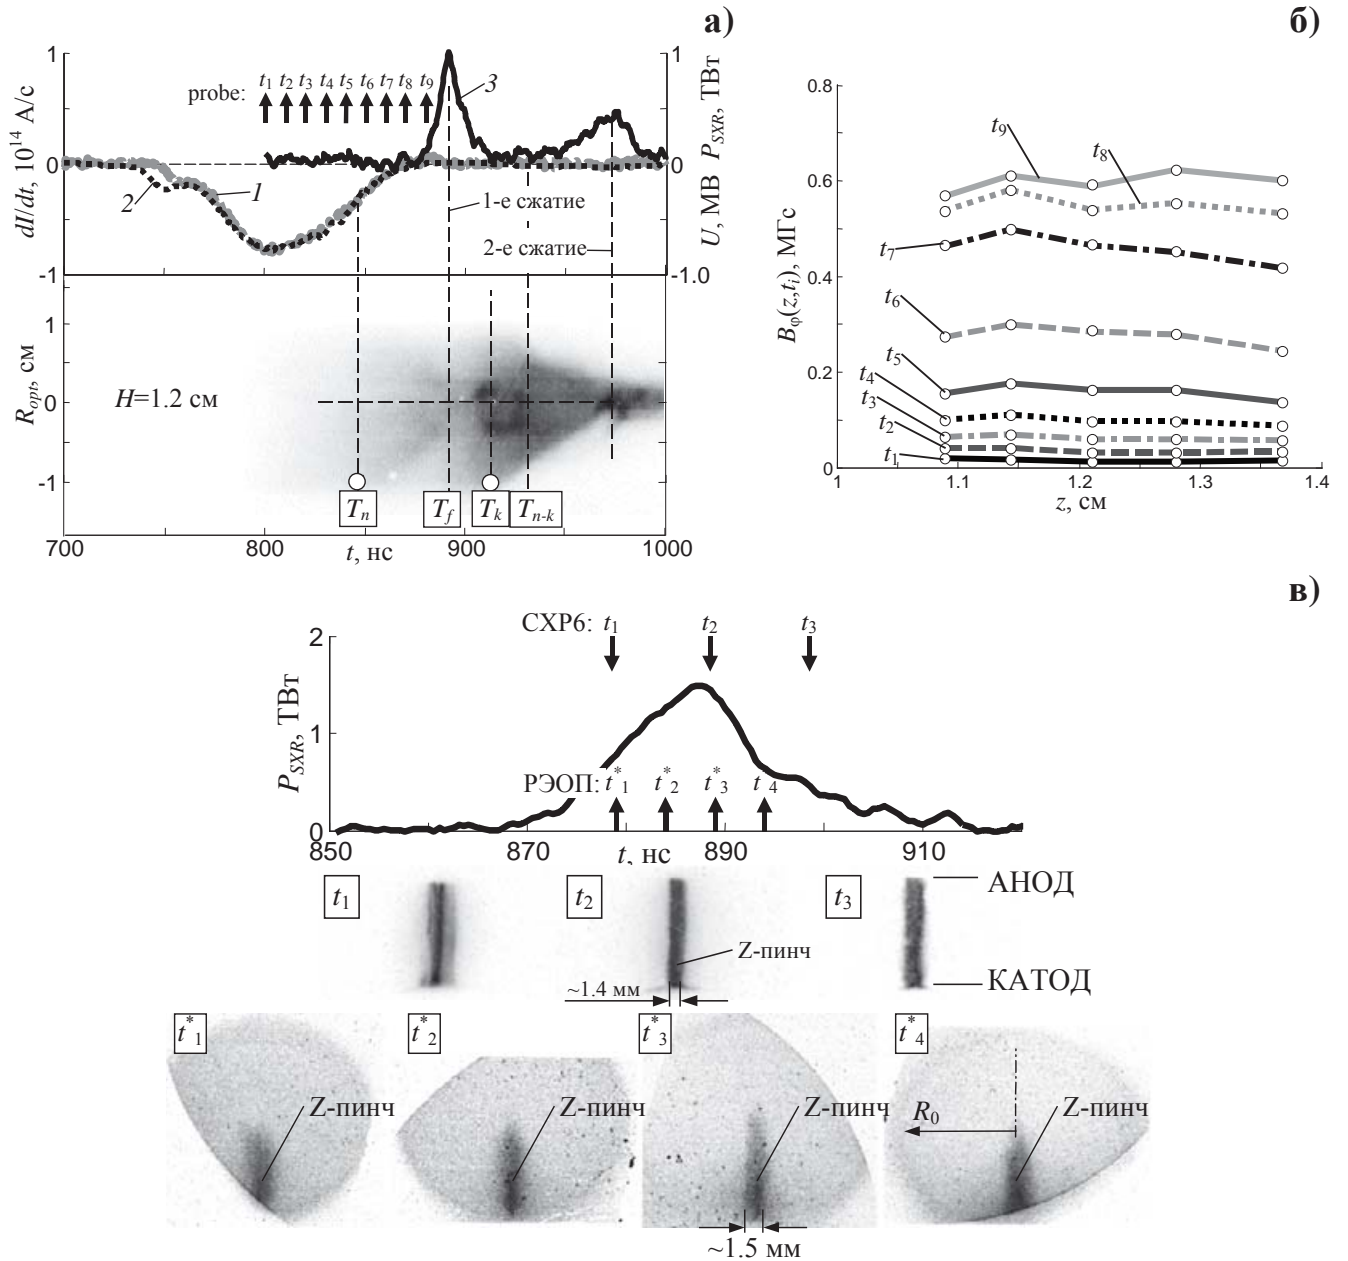 а)
1
0
-1
dI/dt, 10¹⁴ А/с
probe: t₁ t₂ t₃ t₄ t₅ t₆ t₇ t₈ t₉
3
2
1
1-е сжатие
2-е сжатие
1
0
-1.0
U, МВ P_SXR, ТВт
1
0
-1
R_opt, см
H=1.2 см
T_n T_f T_k T_n-k
700 800 900 1000
t, нс
б)
0.8
0.6
0.4
0.2
0
B_φ(z,t_i), МГс
t₉
t₈
t₇
t₆
t₅
t₄
t₃
t₂
t₁
1 1.1 1.2 1.3 1.4
z, см
в)
СХР6: t₁ t₂ t₃
2
1
0
P_SXR, ТВт
РЭОП: t*₁ t*₂ t*₃ t*₄
850 870 890 910
t, нс
t₁ t₂ t₃
АНОД
Z-пинч
КАТОД
~1.4 мм
t*₁ t*₂ t*₃ t*₄
Z-пинч Z-пинч Z-пинч R₀ Z-пинч
~1.5 мм